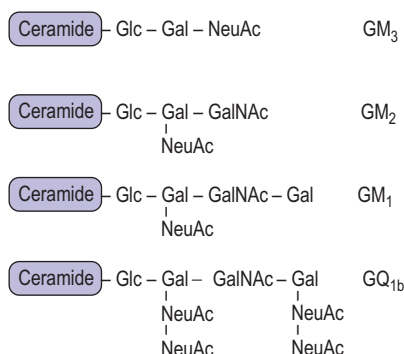 Ceramide – Glc – Gal – NeuAc GM3
Ceramide – Glc – Gal – GalNAc GM2
NeuAc
Ceramide – Glc – Gal – GalNAc – Gal GM1
NeuAc
Ceramide – Glc – Gal – GalNAc – Gal GQ1b
NeuAc NeuAc
NeuAc NeuAc